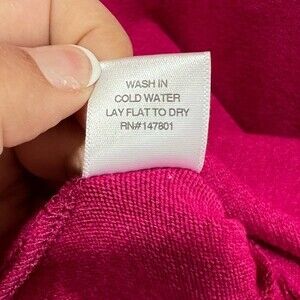 WASH IN
COLD WATER
LAY FLAT TO DRY
RN#147801